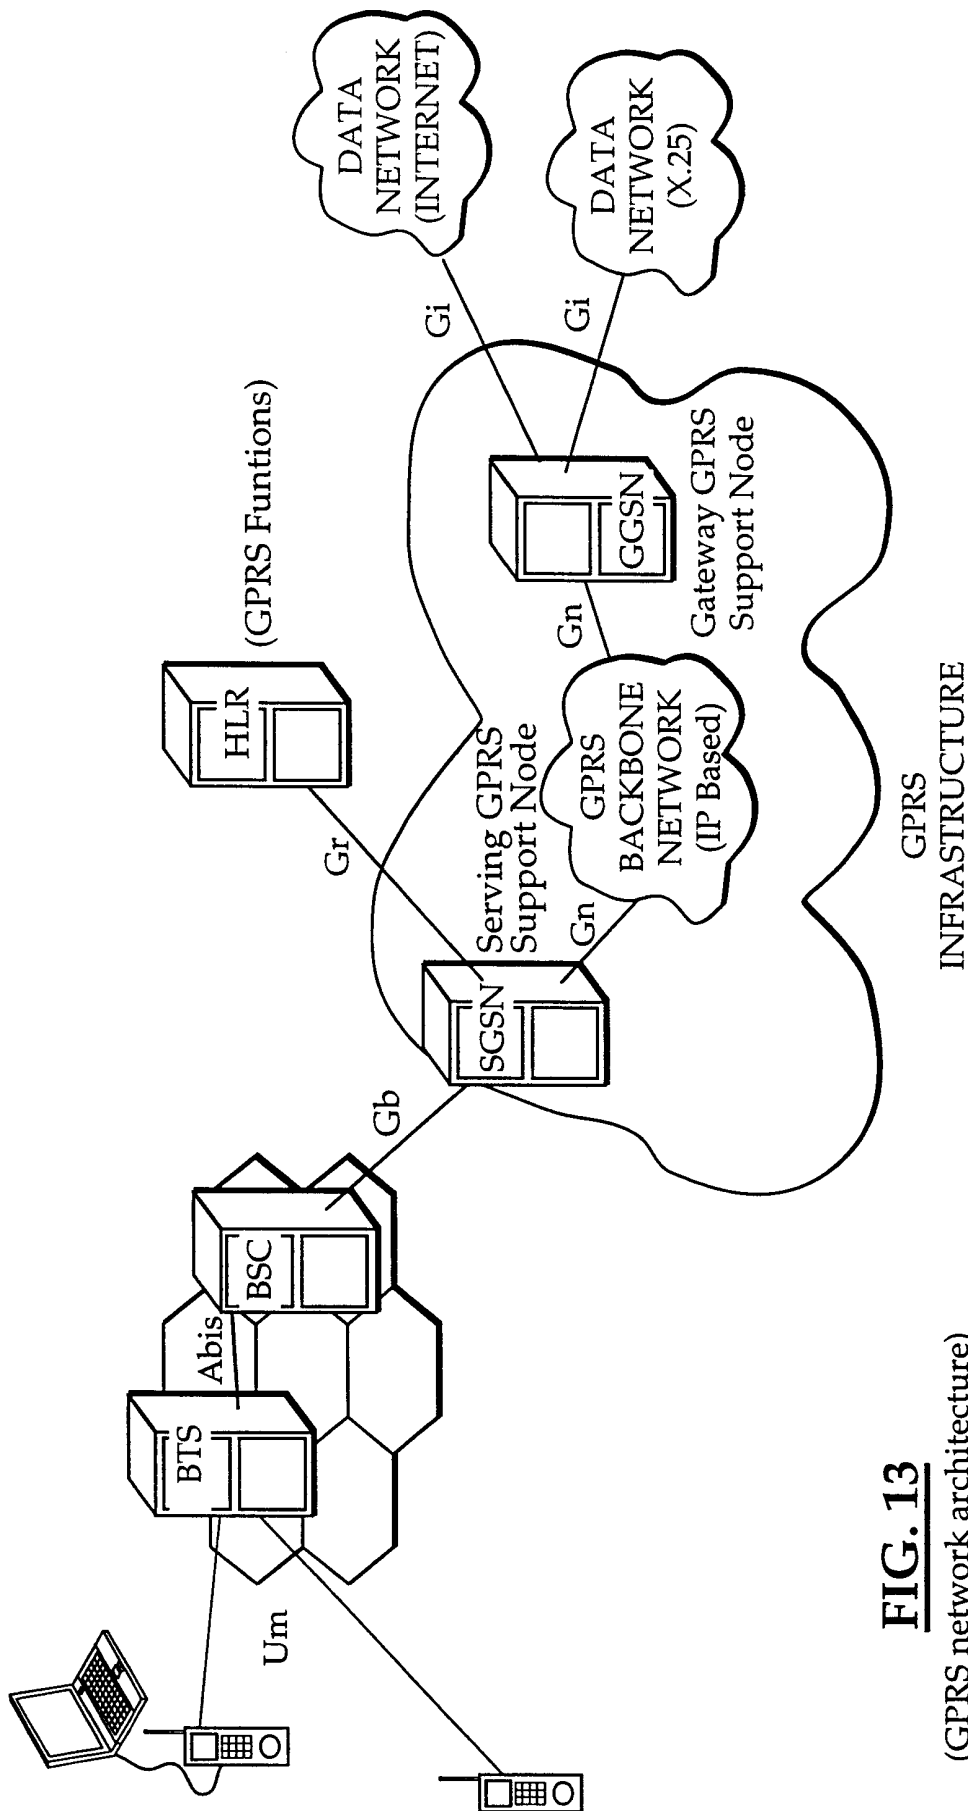 DATA
NETWORK
(INTERNET)
DATA
NETWORK
(X.25)
Gi
Gi
(GPRS Funtions)
HLR
Gr
GGSN
Gateway GPRS
Support Node
Gn
GPRS
BACKBONE
NETWORK
(IP Based)
Gn
Serving GPRS
Support Node
SGSN
Gb
BSC
Abis
BTS
Um
GPRS
INFRASTRUCTURE
FIG. 13
(GPRS network architecture)